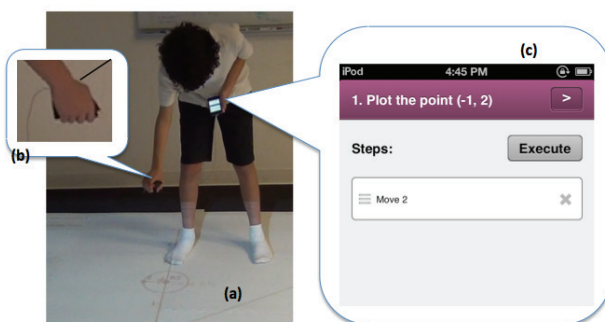 (c)
iPod 4:45 PM
1. Plot the point (-1, 2) >
Steps: Execute
Move 2
(b)
(a)